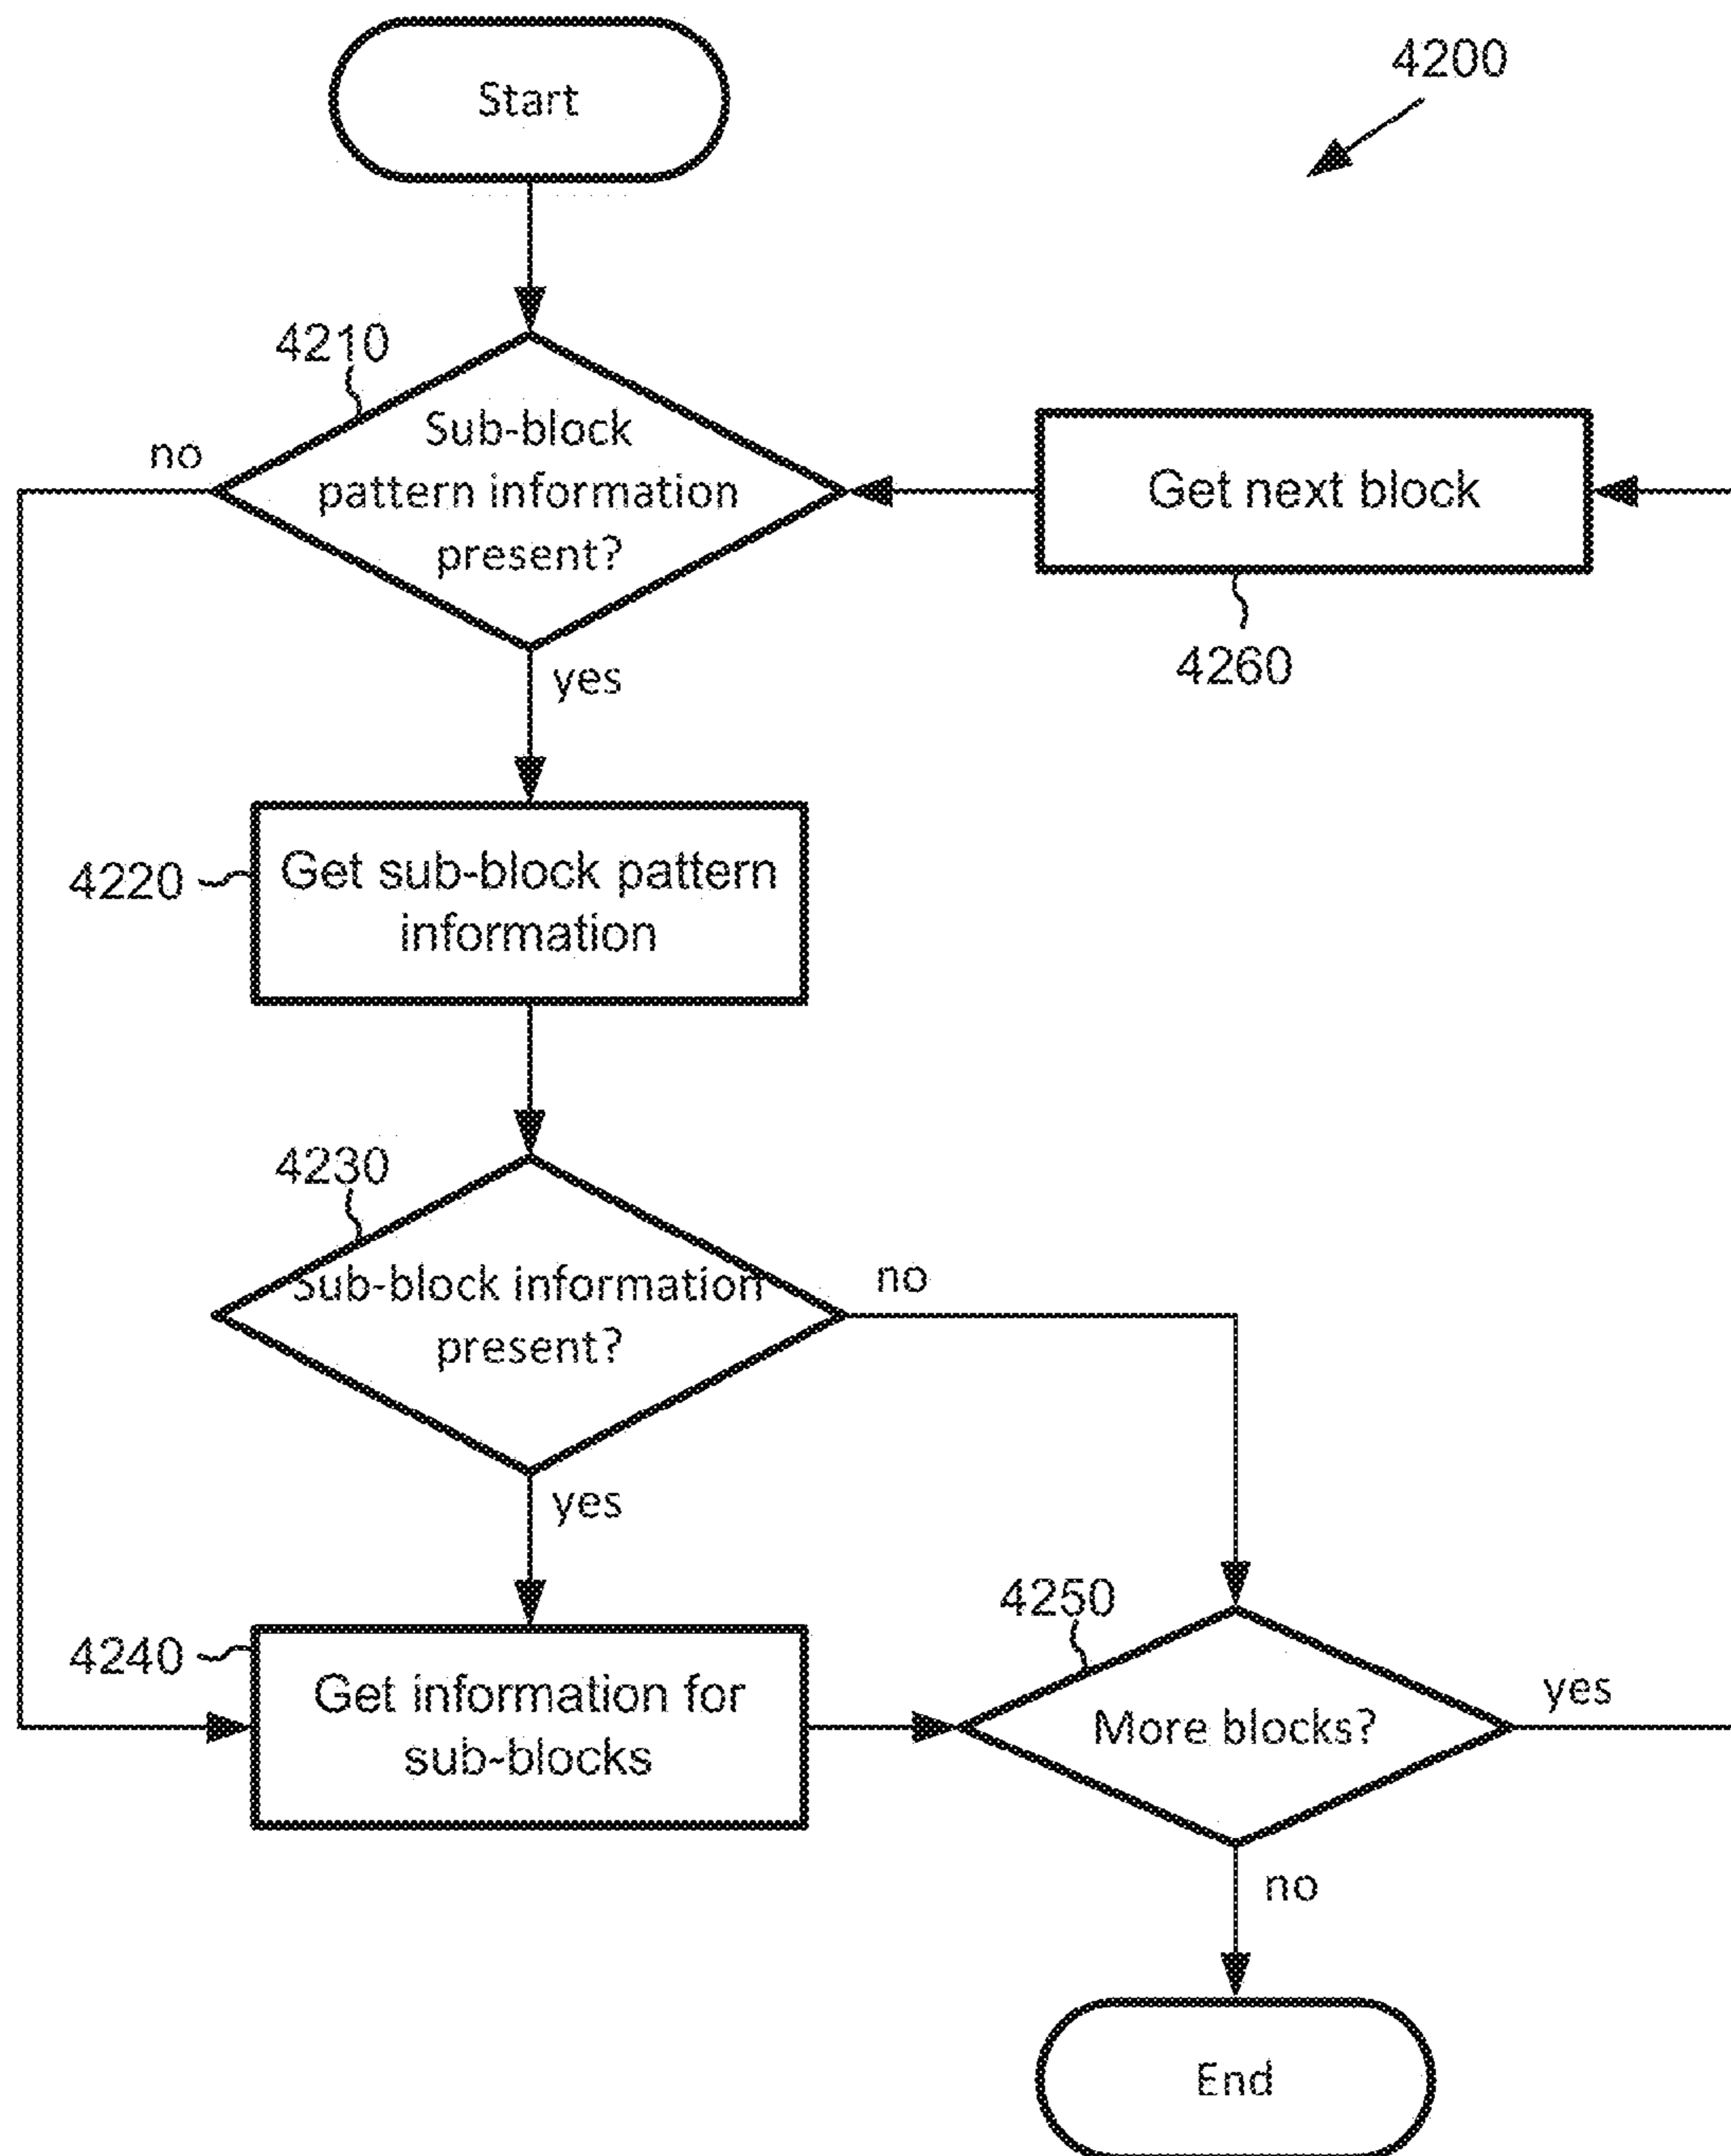 Start
4200
4210
no
Sub-block
pattern information
present?
yes
Get next block
4260
4220
Get sub-block pattern
information
4230
Sub-block information
present?
no
yes
4240
Get information for
sub-blocks
4250
More blocks?
yes
no
End